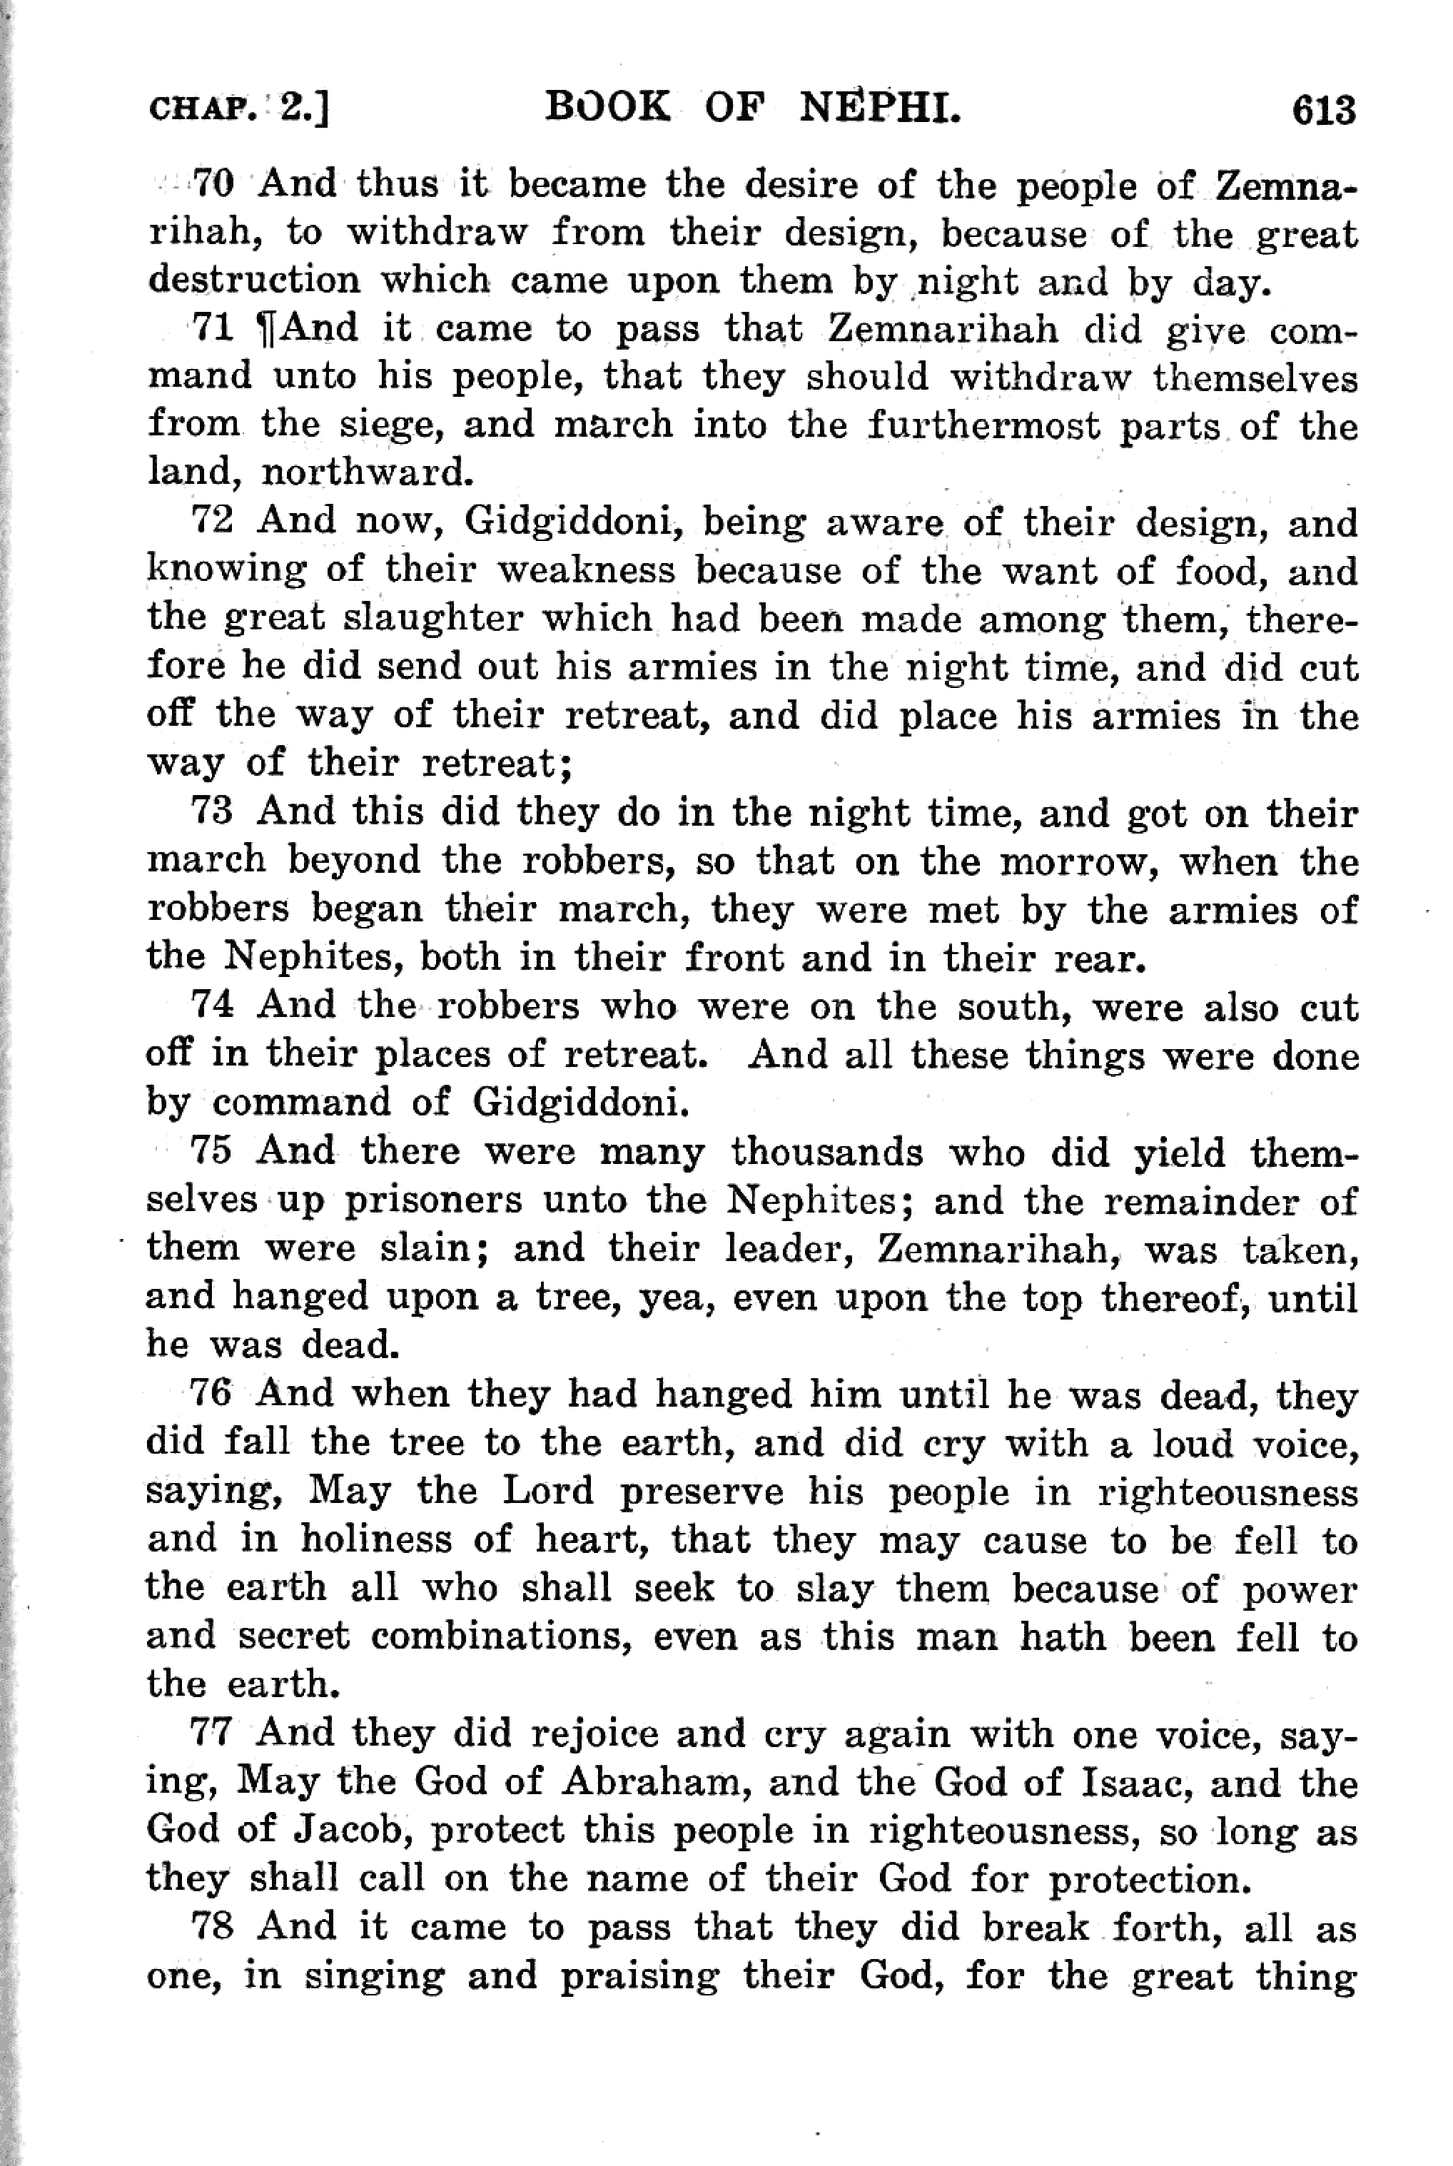 CHAP. 2.] BOOK OF NEPHI. 613
70 And thus it became the desire of the people of Zemna-
rihah, to withdraw from their design, because of the great
destruction which came upon them by night and by day.
71 ¶And it came to pass that Zemnarihah did give com-
mand unto his people, that they should withdraw themselves
from the siege, and march into the furthermost parts of the
land, northward.
72 And now, Gidgiddoni, being aware of their design, and
knowing of their weakness because of the want of food, and
the great slaughter which had been made among them, there-
fore he did send out his armies in the night time, and did cut
off the way of their retreat, and did place his armies in the
way of their retreat;
73 And this did they do in the night time, and got on their
march beyond the robbers, so that on the morrow, when the
robbers began their march, they were met by the armies of
the Nephites, both in their front and in their rear.
74 And the robbers who were on the south, were also cut
off in their places of retreat. And all these things were done
by command of Gidgiddoni.
75 And there were many thousands who did yield them-
selves up prisoners unto the Nephites; and the remainder of
them were slain; and their leader, Zemnarihah, was taken,
and hanged upon a tree, yea, even upon the top thereof, until
he was dead.
76 And when they had hanged him until he was dead, they
did fall the tree to the earth, and did cry with a loud voice,
saying, May the Lord preserve his people in righteousness
and in holiness of heart, that they may cause to be fell to
the earth all who shall seek to slay them because of power
and secret combinations, even as this man hath been fell to
the earth.
77 And they did rejoice and cry again with one voice, say-
ing, May the God of Abraham, and the God of Isaac, and the
God of Jacob, protect this people in righteousness, so long as
they shall call on the name of their God for protection.
78 And it came to pass that they did break forth, all as
one, in singing and praising their God, for the great thing